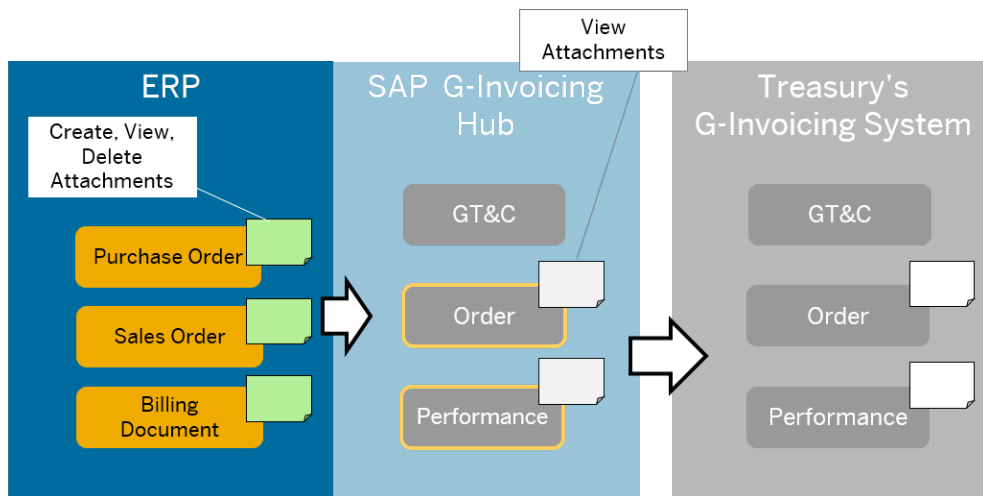 View
Attachments
ERP
Create, View,
Delete
Attachments
Purchase Order
Sales Order
Billing
Document
SAP G-Invoicing
Hub
GT&C
Order
Performance
Treasury’s
G-Invoicing System
GT&C
Order
Performance